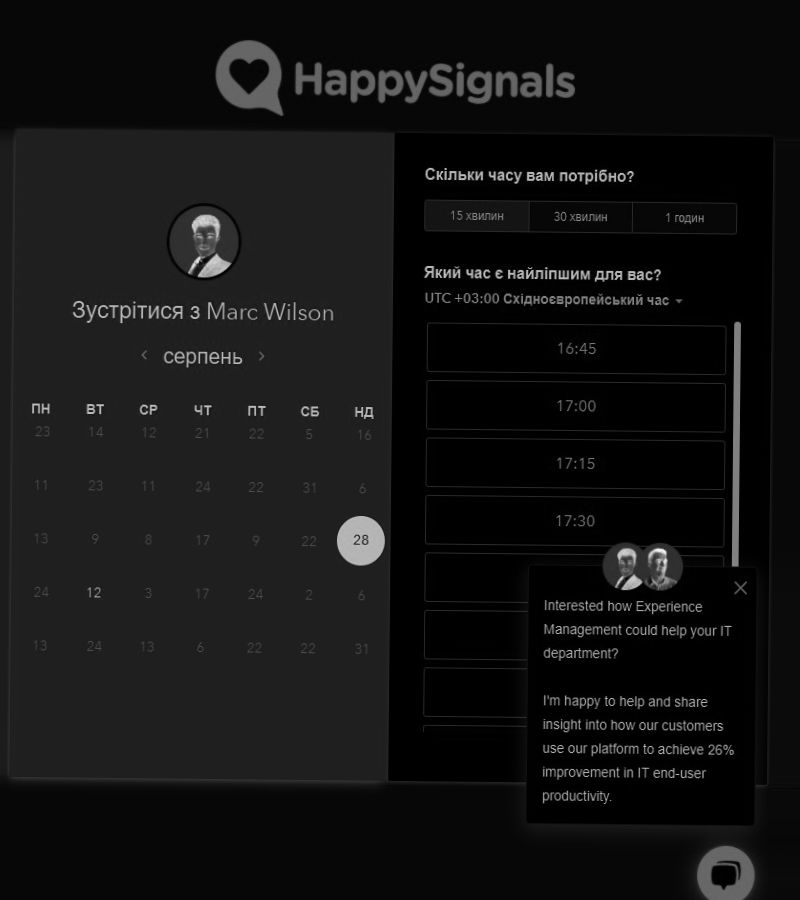 HappySignals
Зустрітися з Marc Wilson
серпень
ПН ВТ СР ЧТ ПТ СБ НД
23 14 12 21 22 5 16
11 23 11 24 22 31 6
13 9 8 17 9 22 28
24 12 3 17 24 2 6
13 24 13 6 22 22 31
Скільки часу вам потрібно?
15 хвилин 30 хвилин 1 годин
Який час є найліпшим для вас?
UTC +03:00 Східноєвропейський час
16:45
17:00
17:15
17:30
Interested how Experience
Management could help your IT
department?
I'm happy to help and share
insight into how our customers
use our platform to achieve 26%
improvement in IT end-user
productivity.